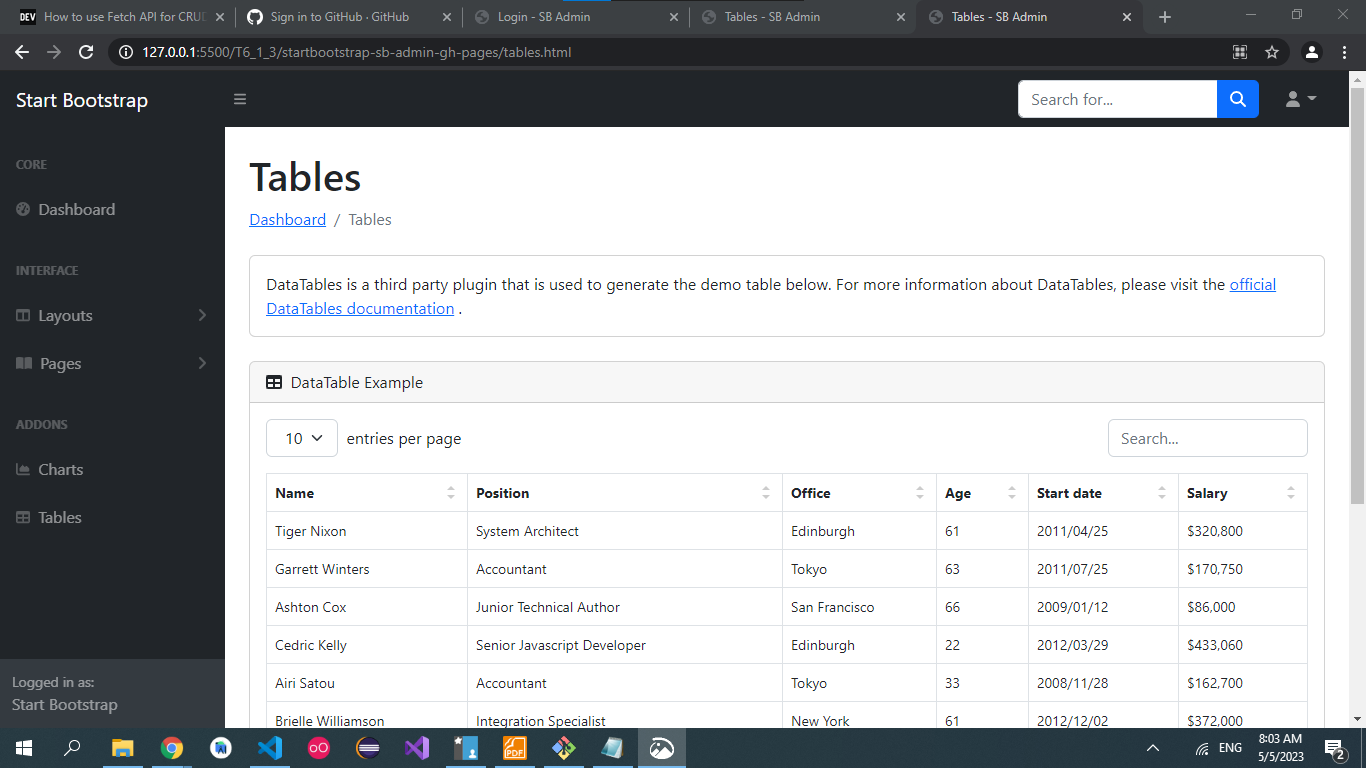 DEV How to use Fetch API for CRUD
Sign in to GitHub · GitHub
Login - SB Admin
Tables - SB Admin
Tables - SB Admin
127.0.0.1:5500/T6_1_3/startbootstrap-sb-admin-gh-pages/tables.html
Start Bootstrap
Search for...
CORE
Dashboard
INTERFACE
Layouts
Pages
ADDONS
Charts
Tables
Logged in as:
Start Bootstrap
Tables
Dashboard / Tables
DataTables is a third party plugin that is used to generate the demo table below. For more information about DataTables, please visit the official
DataTables documentation .
DataTable Example
10 entries per page
Search...
Name Position Office Age Start date Salary
Tiger Nixon System Architect Edinburgh 61 2011/04/25 $320,800
Garrett Winters Accountant Tokyo 63 2011/07/25 $170,750
Ashton Cox Junior Technical Author San Francisco 66 2009/01/12 $86,000
Cedric Kelly Senior Javascript Developer Edinburgh 22 2012/03/29 $433,060
Airi Satou Accountant Tokyo 33 2008/11/28 $162,700
Brielle Williamson Integration Specialist New York 61 2012/12/02 $372,000
PDF
ENG
8:03 AM
5/5/2023
2